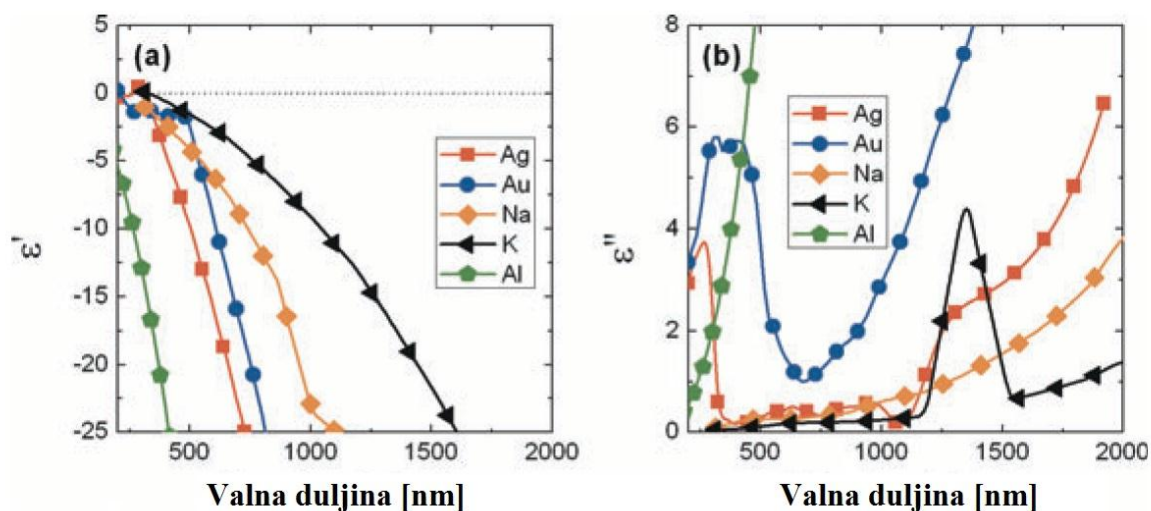 (a)
5
0
-5
-10
-15
-20
-25
ε'
500
1000
1500
2000
Valna duljina [nm]
Ag
Au
Na
K
Al
(b)
8
6
4
2
0
ε''
500
1000
1500
2000
Valna duljina [nm]
Ag
Au
Na
K
Al